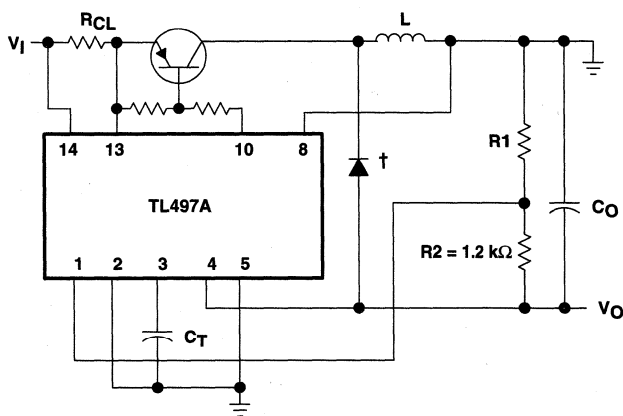 RCL
L
VI
14 13 10 8
TL497A
1 2 3 4 5
†
R1
CO
R2 = 1.2 kΩ
VO
CT